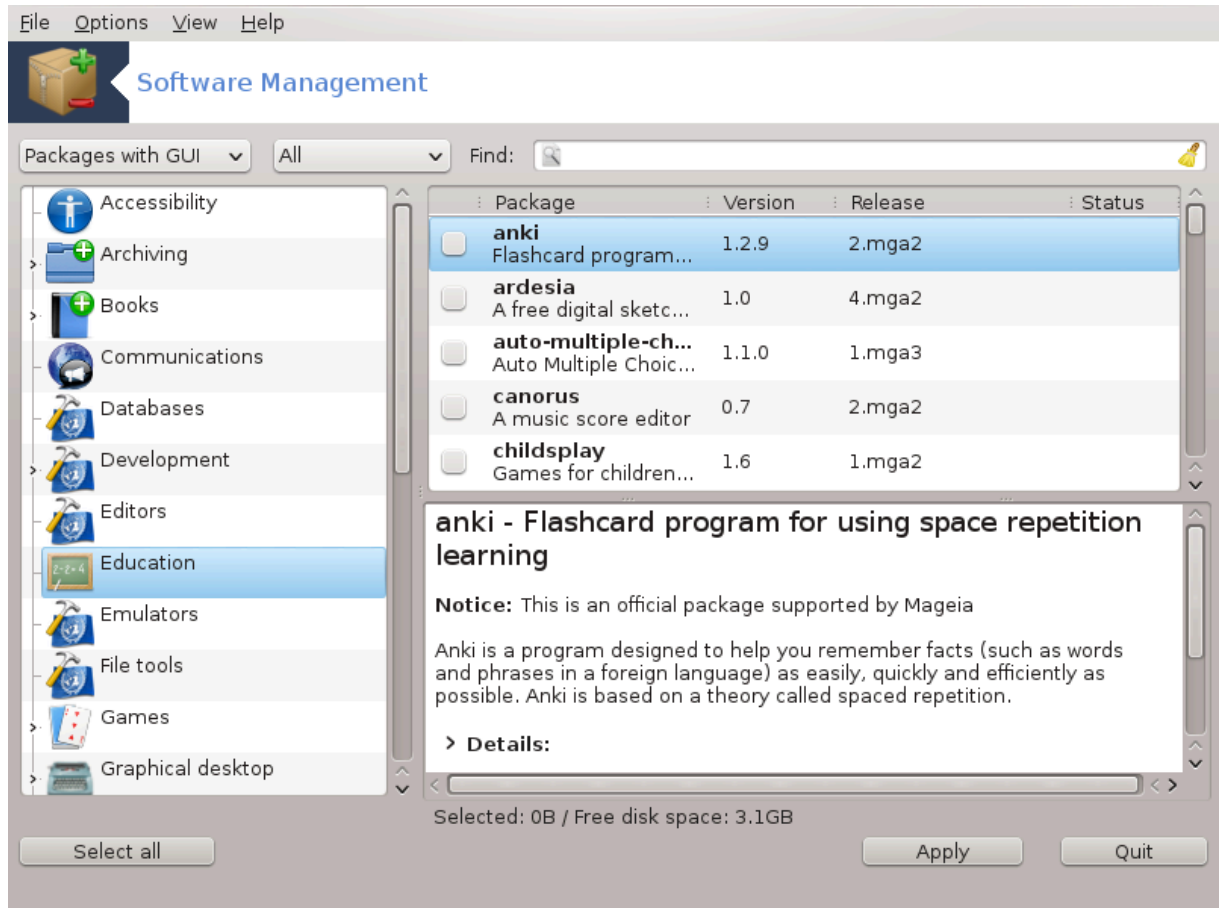 File Options View Help
Software Management
Packages with GUI All Find:
Accessibility
Archiving
Books
Communications
Databases
Development
Editors
Education
Emulators
File tools
Games
Graphical desktop
Package Version Release Status
anki
Flashcard program...
1.2.9 2.mga2
ardesia
A free digital sketc...
1.0 4.mga2
auto-multiple-ch...
Auto Multiple Choic...
1.1.0 1.mga3
canorus
A music score editor
0.7 2.mga2
childsplay
Games for children...
1.6 1.mga2
anki - Flashcard program for using space repetition
learning
Notice: This is an official package supported by Mageia
Anki is a program designed to help you remember facts (such as words
and phrases in a foreign language) as easily, quickly and efficiently as
possible. Anki is based on a theory called spaced repetition.
Details:
Selected: 0B / Free disk space: 3.1GB
Select all Apply Quit